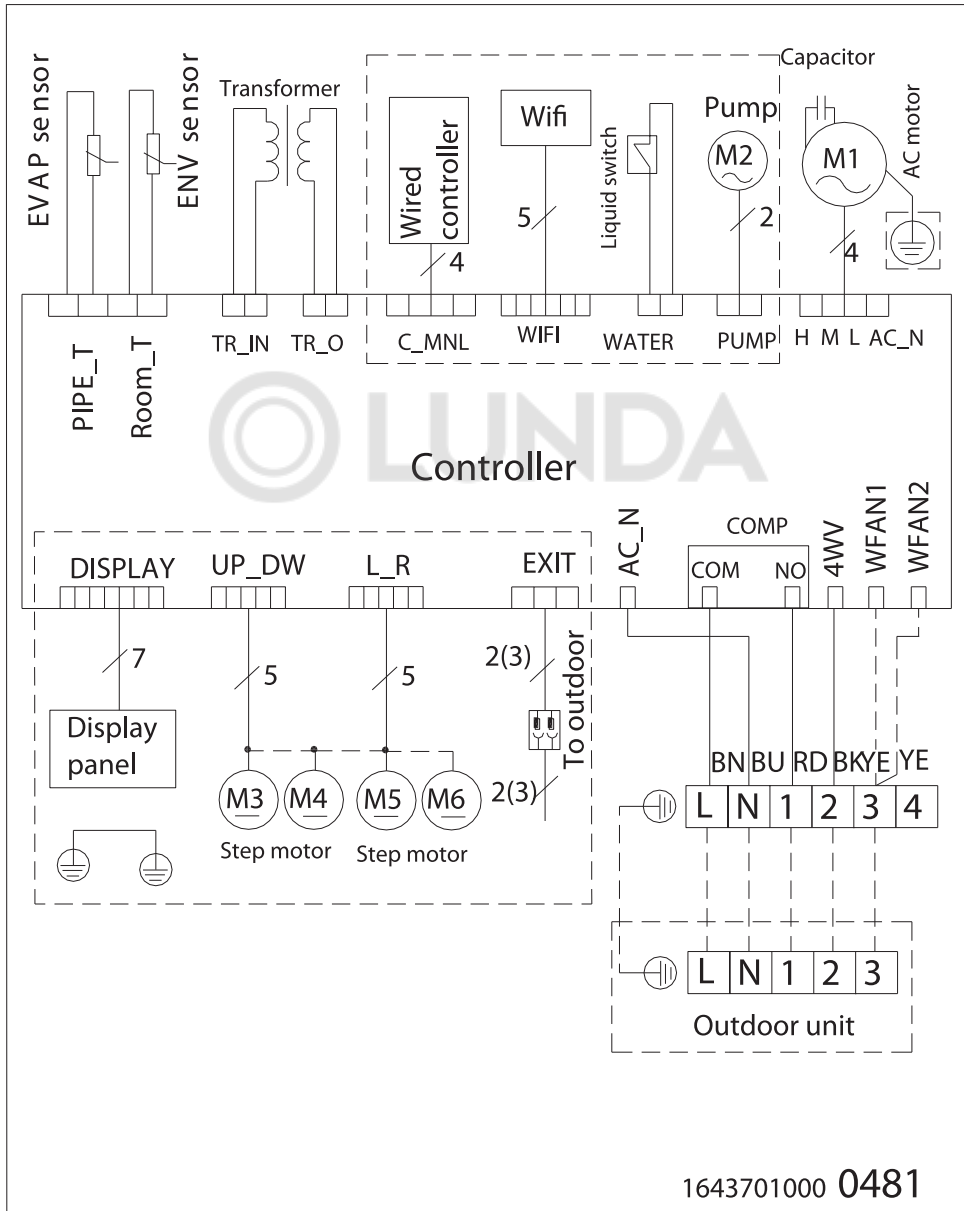 EVAP sensor
ENV sensor
Transformer
Wired
controller
Wifi
Liquid switch
Pump
M2
Capacitor
M1
AC motor
4
5
2
4
PIPE_T
Room_T
TR_IN
TR_O
C_MNL
WIFI
WATER
PUMP
H M L AC_N
LUNDA
Controller
DISPLAY
UP_DW
L_R
EXIT
AC_N
COMP
COM
NO
4WV
WFAN1
WFAN2
7
5
5
2(3)
To outdoor
2(3)
Display
panel
M3
M4
M5
M6
Step motor
Step motor
BN BU RD BK YE YE
L N 1 2 3 4
L N 1 2 3
Outdoor unit
1643701000 0481